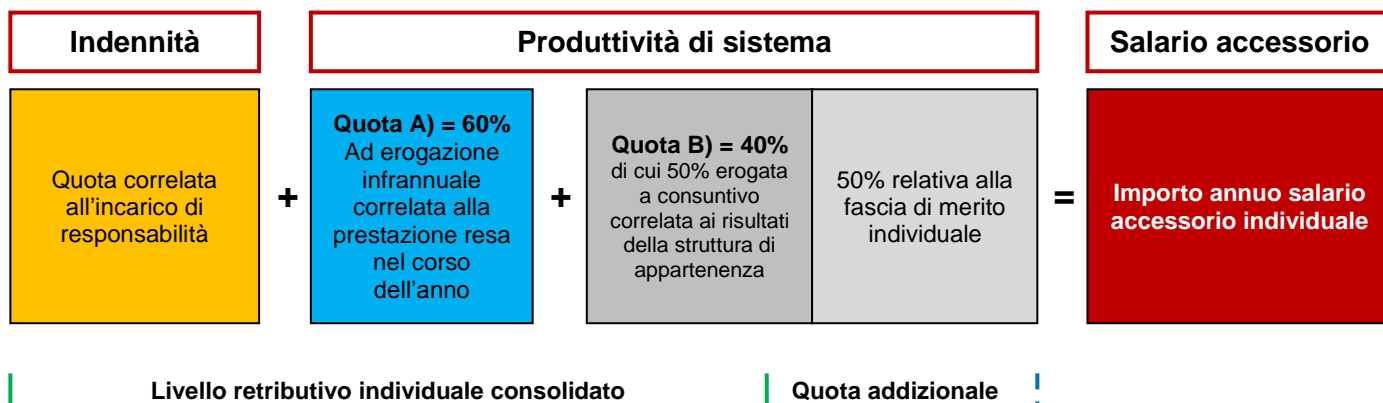 Indennità
Produttività di sistema
Salario accessorio
Quota correlata
all'incarico di
responsabilità
+
Quota A) = 60%
Ad erogazione
infrannuale
correlata alla
prestazione resa
nel corso
dell'anno
+
Quota B) = 40%
di cui 50% erogata
a consuntivo
correlata ai risultati
della struttura di
appartenenza
50% relativa alla
fascia di merito
individuale
=
Importo annuo salario
accessorio individuale
Livello retributivo individuale consolidato
Quota addizionale